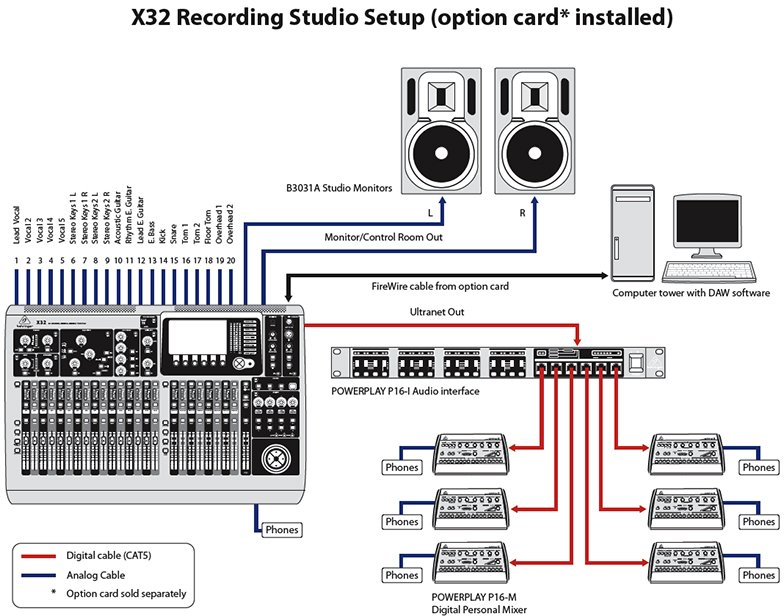 X32 Recording Studio Setup (option card* installed)
B3031A Studio Monitors
L
R
Monitor/Control Room Out
FireWire cable from option card
Computer tower with DAW software
Ultranet Out
Lead Vocal
Vocal 2
Vocal 3
Vocal 4
Vocal 5
Stereo Keys 1 L
Stereo Keys1 R
Stereo Keys2 L
Stereo Keys 2 R
Acoustic Guitar
Rhythm E. Guitar
Lead E. Guitar
E. Bass
Kick
Snare
Tom 1
Tom 2
Floor Tom
Overhead 1
Overhead 2
1 2 3 4 5 6 7 8 9 10 11 12 13 14 15 16 17 18 19 20
X32
POWERPLAY P16-I Audio interface
Phones
Phones
Phones
Phones
Phones
Phones
Phones
POWERPLAY P16-M
Digital Personal Mixer
Digital cable (CAT5)
Analog Cable
* Option card sold separately